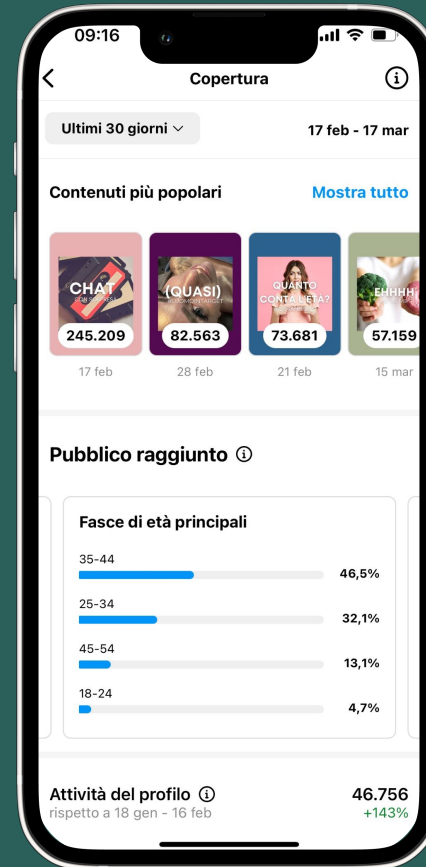 09:16
Copertura
Ultimi 30 giorni
17 feb - 17 mar
Contenuti più popolari
Mostra tutto
CHAT
245.209
17 feb
(QUASI)
82.563
28 feb
QUANTO
CONTA L'ETÀ?
73.681
21 feb
EHHHH
57.159
15 mar
Pubblico raggiunto
Fasce di età principali
35-44
46,5%
25-34
32,1%
45-54
13,1%
18-24
4,7%
Attività del profilo
46.756
rispetto a 18 gen - 16 feb
+143%